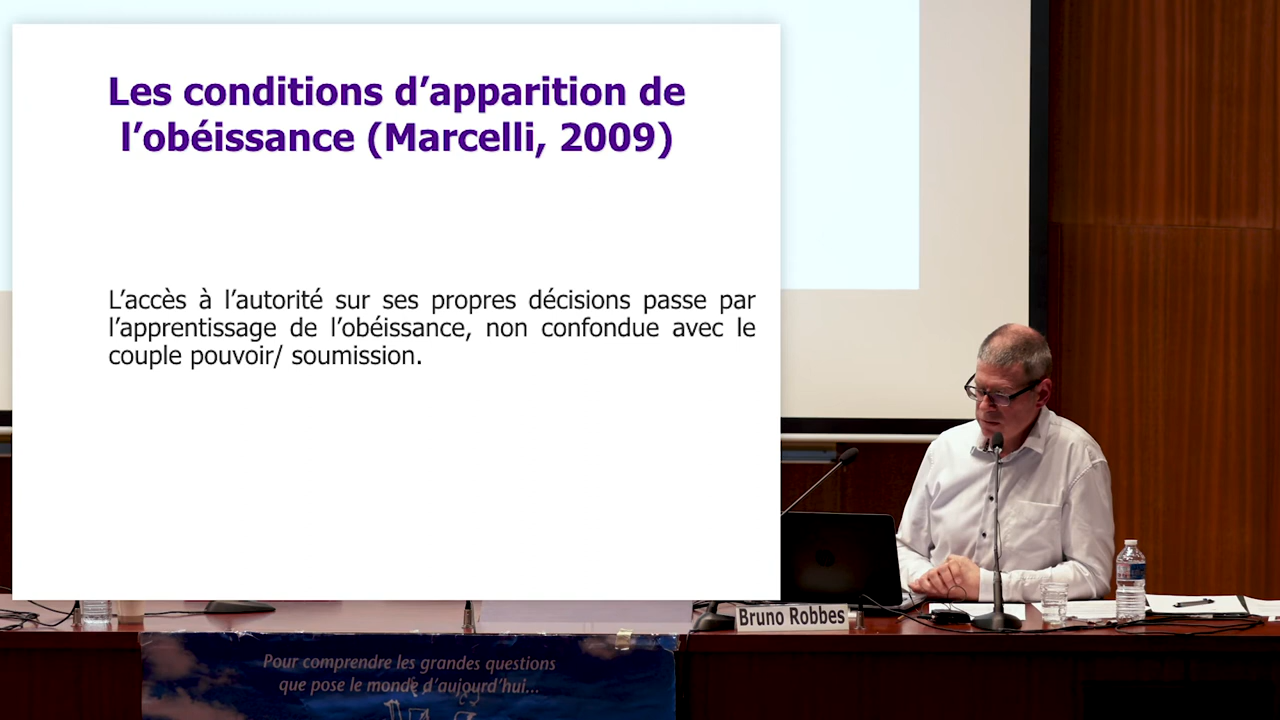 Les conditions d’apparition de
l’obéissance (Marcelli, 2009)
L’accès à l’autorité sur ses propres décisions passe par
l’apprentissage de l’obéissance, non confondue avec le
couple pouvoir/ soumission.
Bruno Robbes
Pour comprendre les grandes questions
que pose le monde d’aujourd’hui...